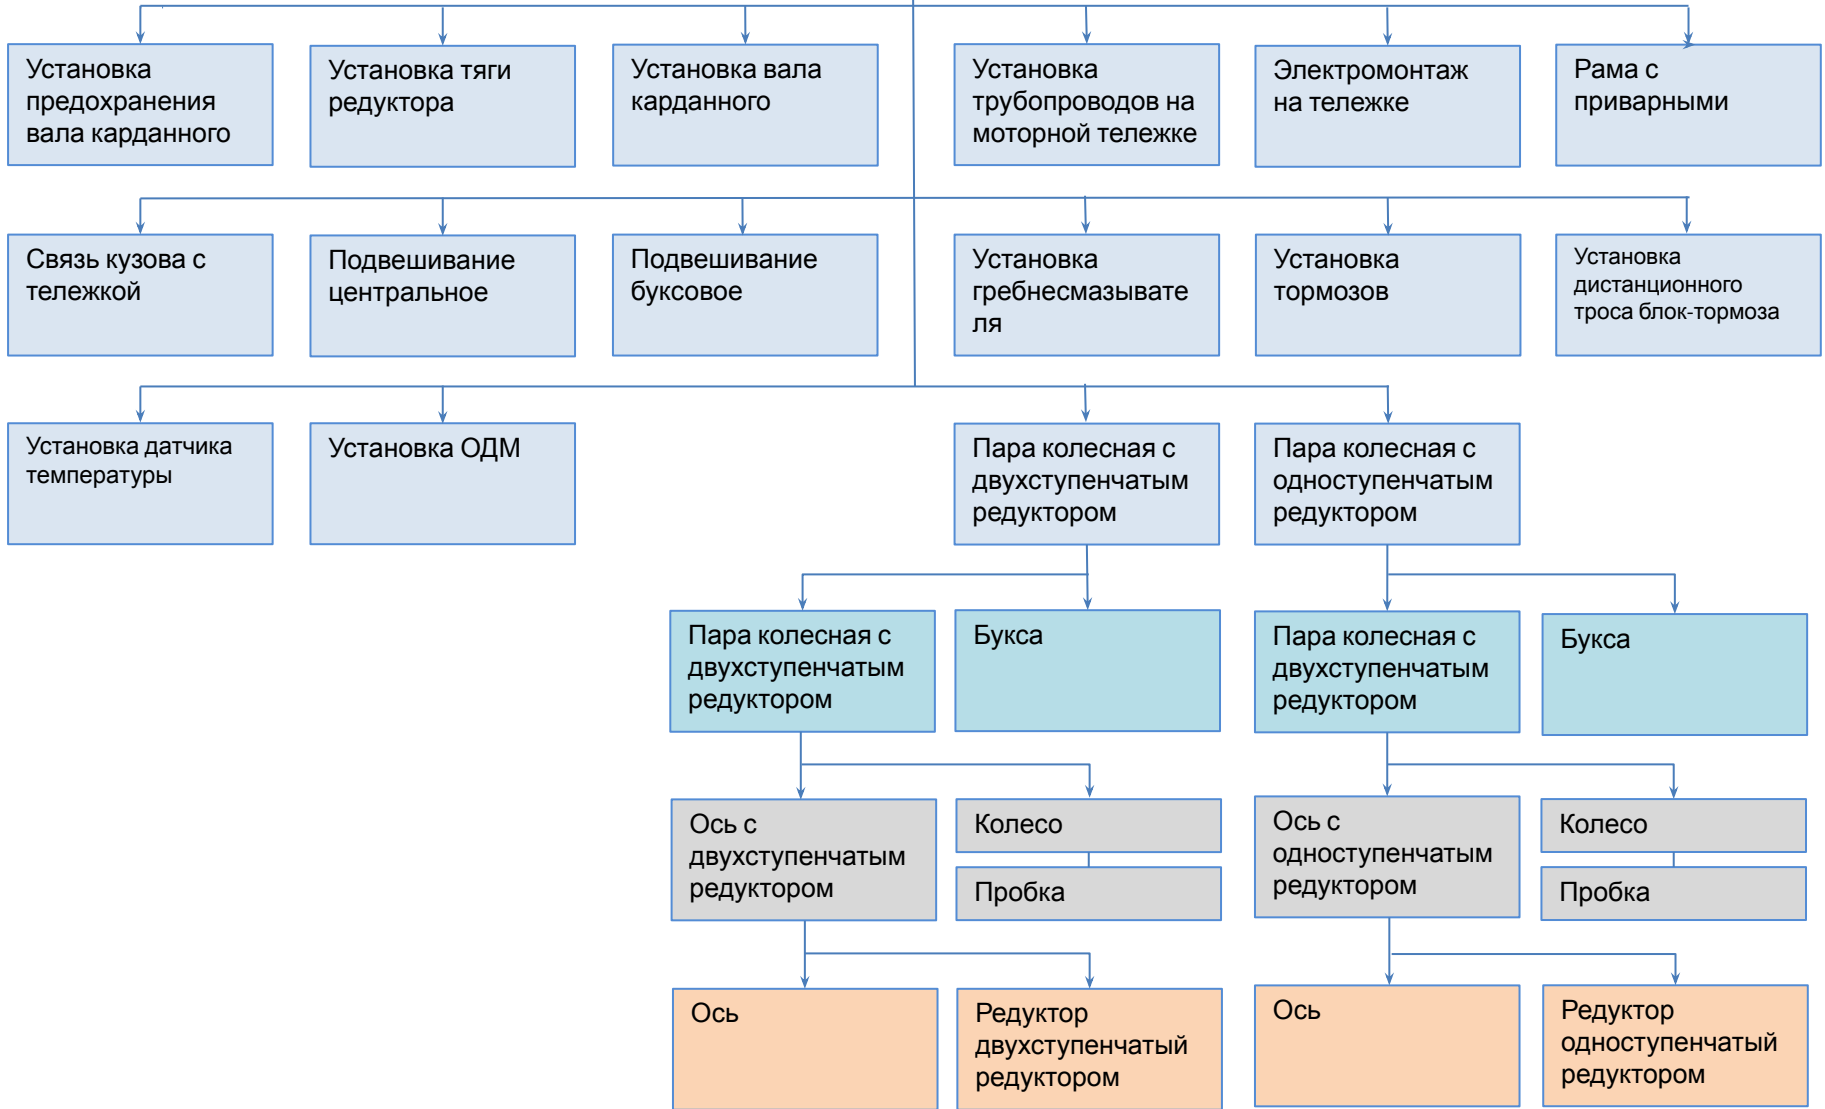 Установка
предохранения
вала карданного
Установка тяги
редуктора
Установка вала
карданного
Установка
трубопроводов на
моторной тележке
Электромонтаж
на тележке
Рама с
приварными
Связь кузова с
тележкой
Подвешивание
центральное
Подвешивание
буксовое
Установка
гребнесмазывате
ля
Установка
тормозов
Установка
дистанционного
троса блок-тормоза
Установка датчика
температуры
Установка ОДМ
Пара колесная с
двухступенчатым
редуктором
Пара колесная с
одноступенчатым
редуктором
Пара колесная с
двухступенчатым
редуктором
Букса
Пара колесная с
двухступенчатым
редуктором
Букса
Ось с
двухступенчатым
редуктором
Колесо
Пробка
Ось с
одноступенчатым
редуктором
Колесо
Пробка
Ось
Редуктор
двухступенчатый
редуктором
Ось
Редуктор
одноступенчатый
редуктором